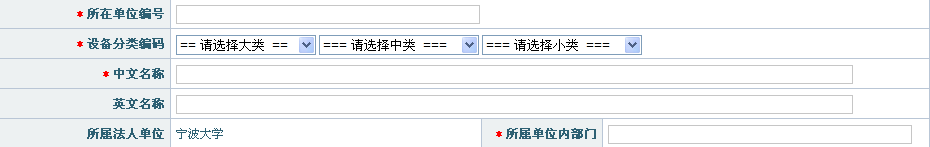 * 所在单位编号
* 设备分类编码 == 请选择大类 == === 请选择中类 === === 请选择小类 ===
* 中文名称
英文名称
所属法人单位 宁波大学 * 所属单位内部门